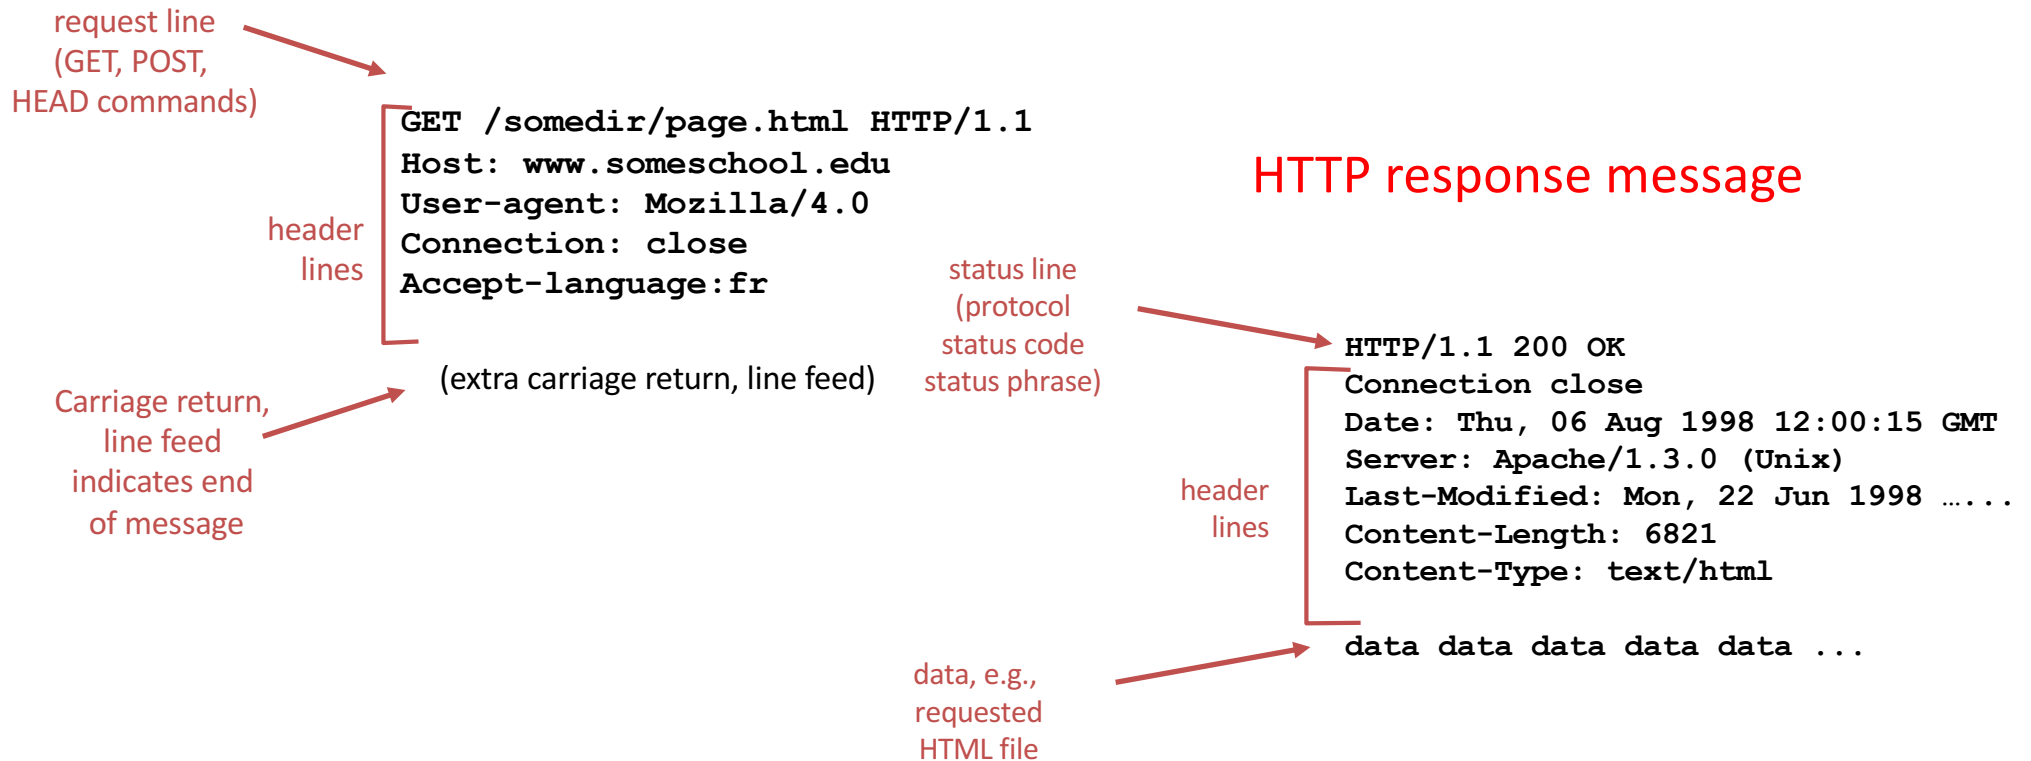 request line
(GET, POST,
HEAD commands)
GET /somedir/page.html HTTP/1.1
Host: www.someschool.edu
User-agent: Mozilla/4.0
Connection: close
Accept-language:fr
header
lines
(extra carriage return, line feed)
Carriage return,
line feed
indicates end
of message
HTTP response message
status line
(protocol
status code
status phrase)
HTTP/1.1 200 OK
Connection close
Date: Thu, 06 Aug 1998 12:00:15 GMT
Server: Apache/1.3.0 (Unix)
Last-Modified: Mon, 22 Jun 1998 …...
Content-Length: 6821
Content-Type: text/html
header
lines
data data data data data ...
data, e.g.,
requested
HTML file